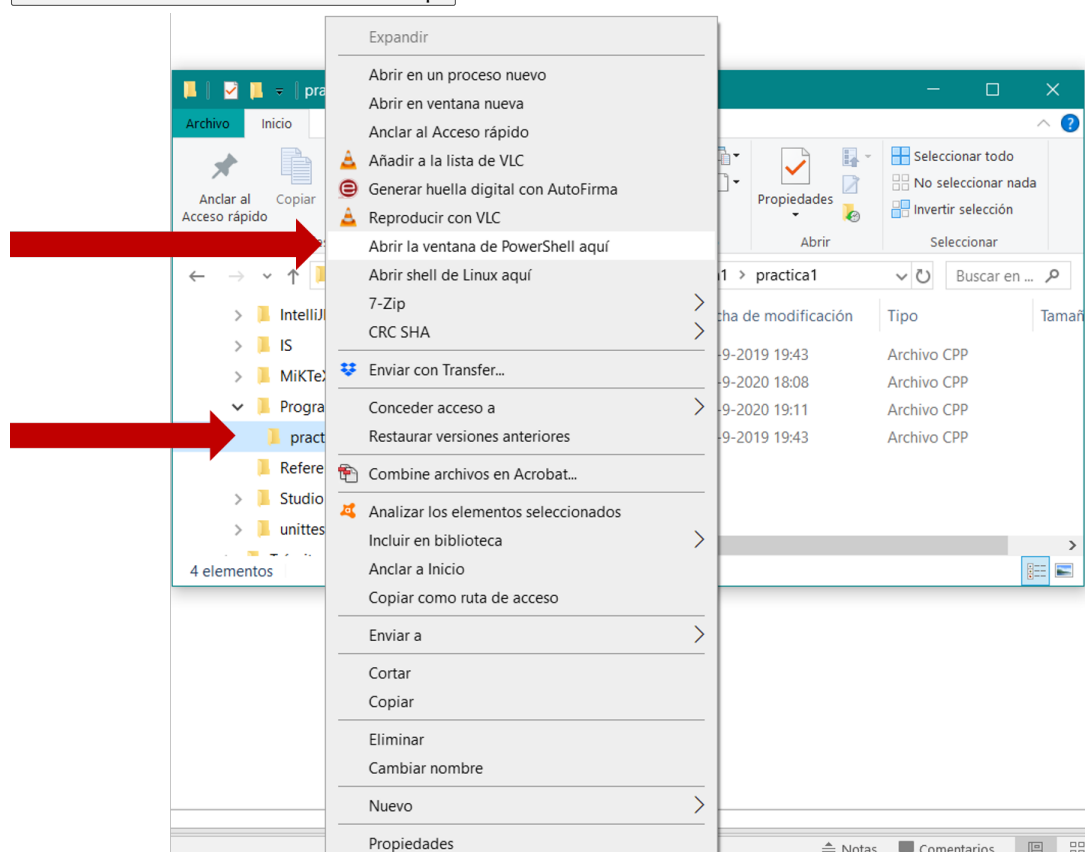 Expandir
Abrir en un proceso nuevo
Abrir en ventana nueva
Anclar al Acceso rápido
Añadir a la lista de VLC
Generar huella digital con AutoFirma
Reproducir con VLC
Abrir la ventana de PowerShell aquí
Abrir shell de Linux aquí
7-Zip
CRC SHA
Enviar con Transfer...
Conceder acceso a
Restaurar versiones anteriores
Combine archivos en Acrobat...
Analizar los elementos seleccionados
Incluir en biblioteca
Anclar a Inicio
Copiar como ruta de acceso
Enviar a
Cortar
Copiar
Eliminar
Cambiar nombre
Nuevo
Propiedades
pra
Archivo
Inicio
Anclar al
Acceso rápido
Copiar
Propiedades
Abrir
Seleccionar todo
No seleccionar nada
Invertir selección
Seleccionar
1 > practica1
Buscar en ...
IntelliJ
IS
MiKTe
Progra
pract
Refere
Studio
unittes
cha de modificación
Tipo
Tamañ
-9-2019 19:43
Archivo CPP
-9-2020 18:08
Archivo CPP
-9-2020 19:11
Archivo CPP
-9-2019 19:43
Archivo CPP
4 elementos
Notas
Comentarios